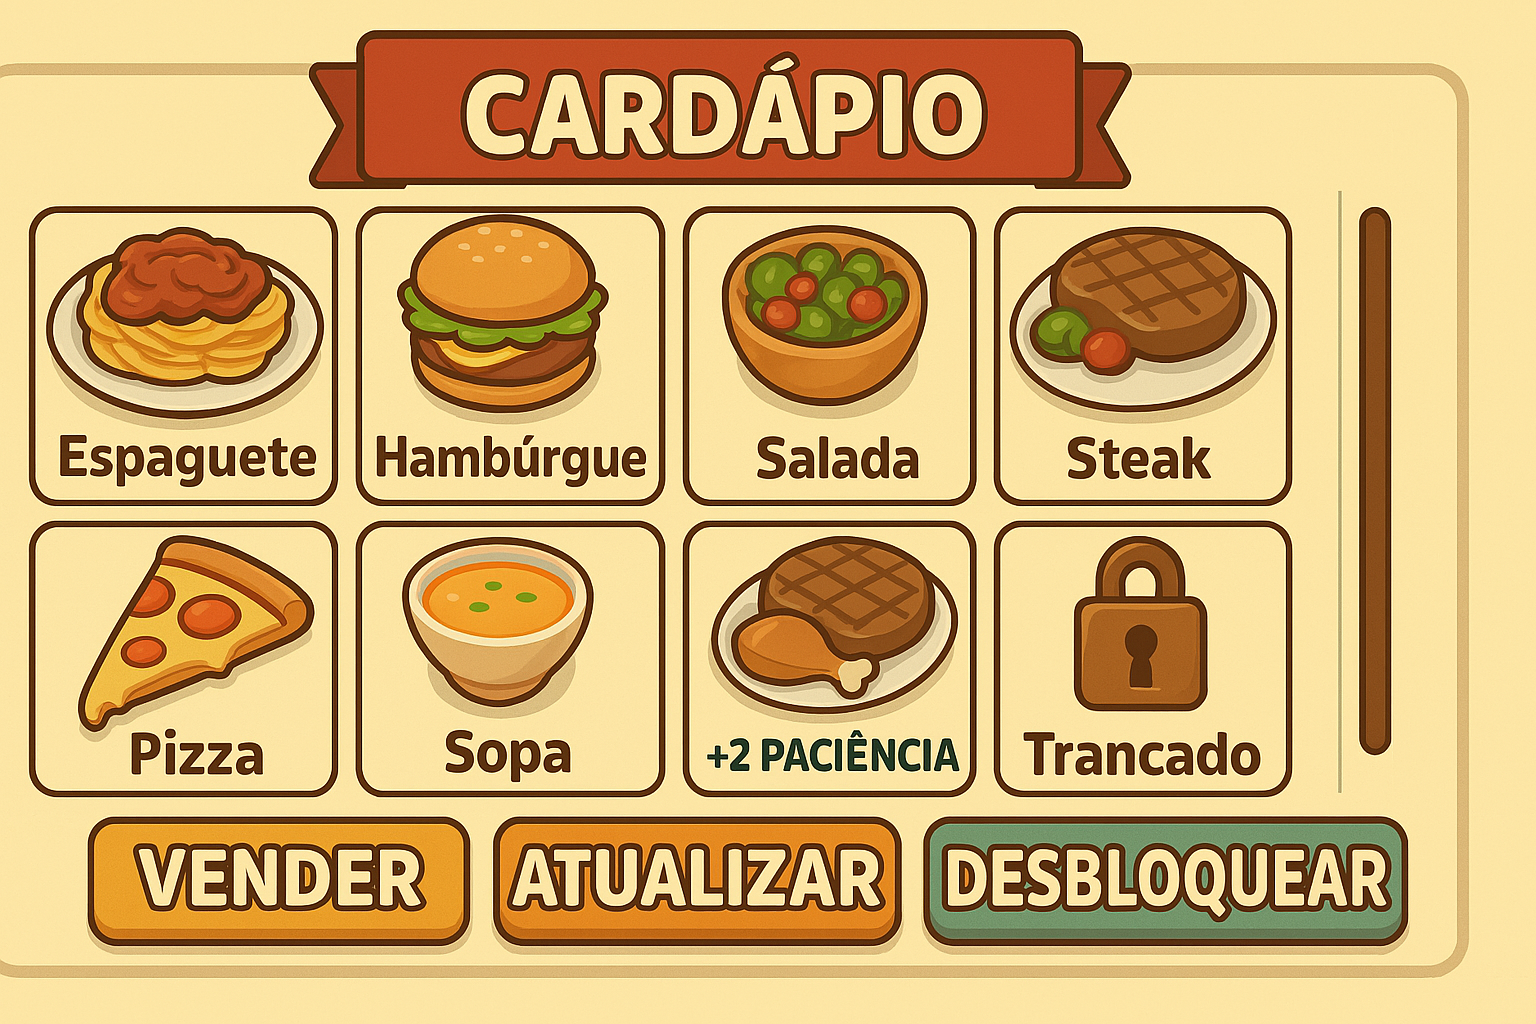 CARDÁPIO
Espaguete
Hambúrgue
Salada
Steak
Pizza
Sopa
+2 PACIÊNCIA
Trancado
VENDER
ATUALIZAR
DESBLOQUEAR